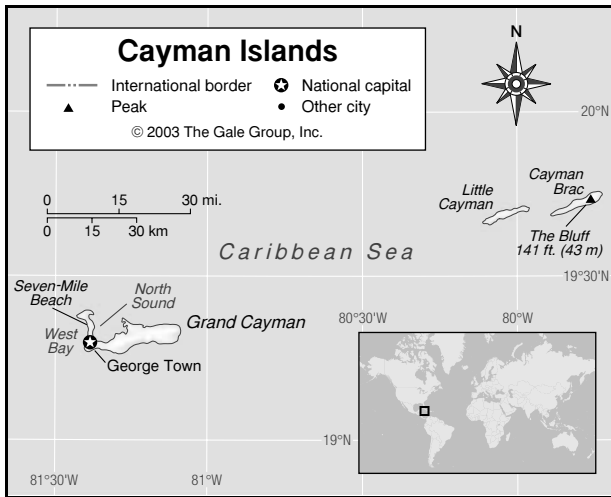 Cayman Islands
International border
National capital
Peak
Other city
© 2003 The Gale Group, Inc.
N
20°N
0 15 30 mi.
0 15 30 km
Little
Cayman
Cayman
Brac
The Bluff
141 ft. (43 m)
Caribbean Sea
19°30'N
Seven-Mile
Beach
North
Sound
West
Bay
Grand Cayman
George Town
80°30'W
80°W
19°N
81°30'W
81°W